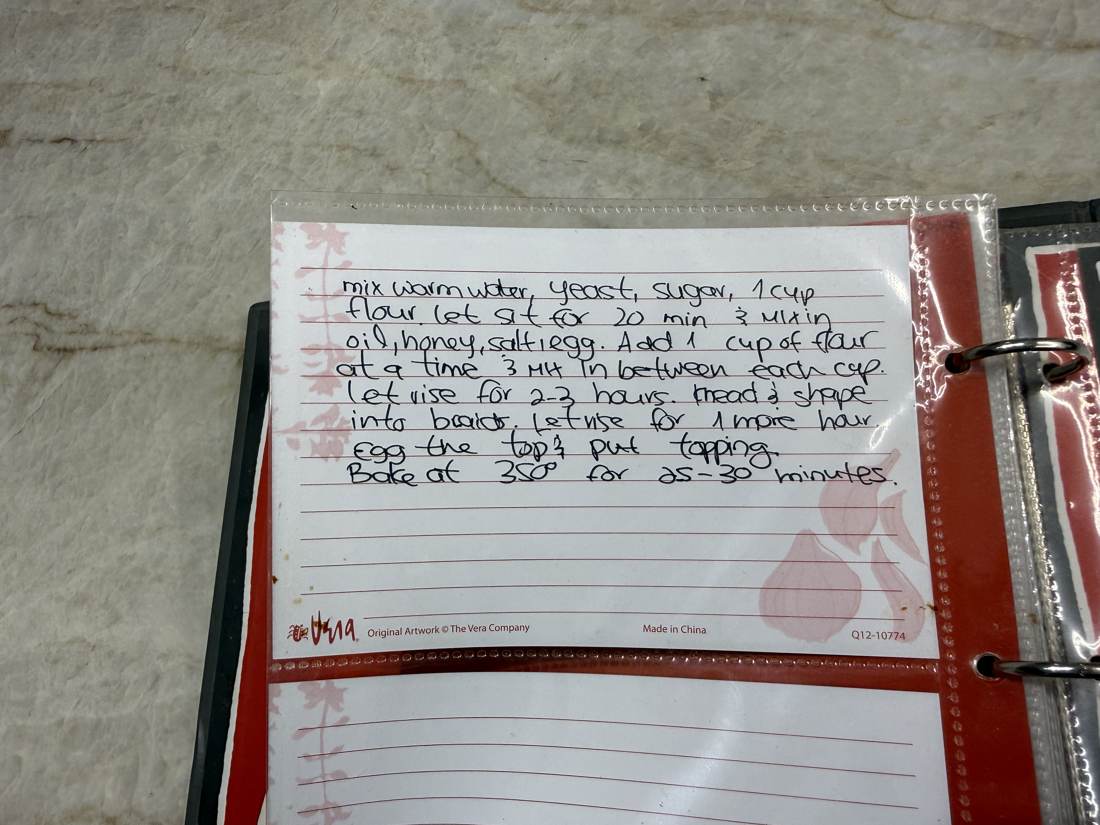 mix warm water, yeast, sugar, 1 cup
flour. Let sit for 20 min & mix in
oil, honey, salt, egg. Add 1 cup of flour
at a time & mix in between each cup.
Let rise for 2-3 hours. Knead & shape
into braids. Let rise for 1 more hour.
Egg the top & put topping.
Bake at 350° for 25-30 minutes.
Vera
Original Artwork © The Vera Company
Made in China
Q12-10774